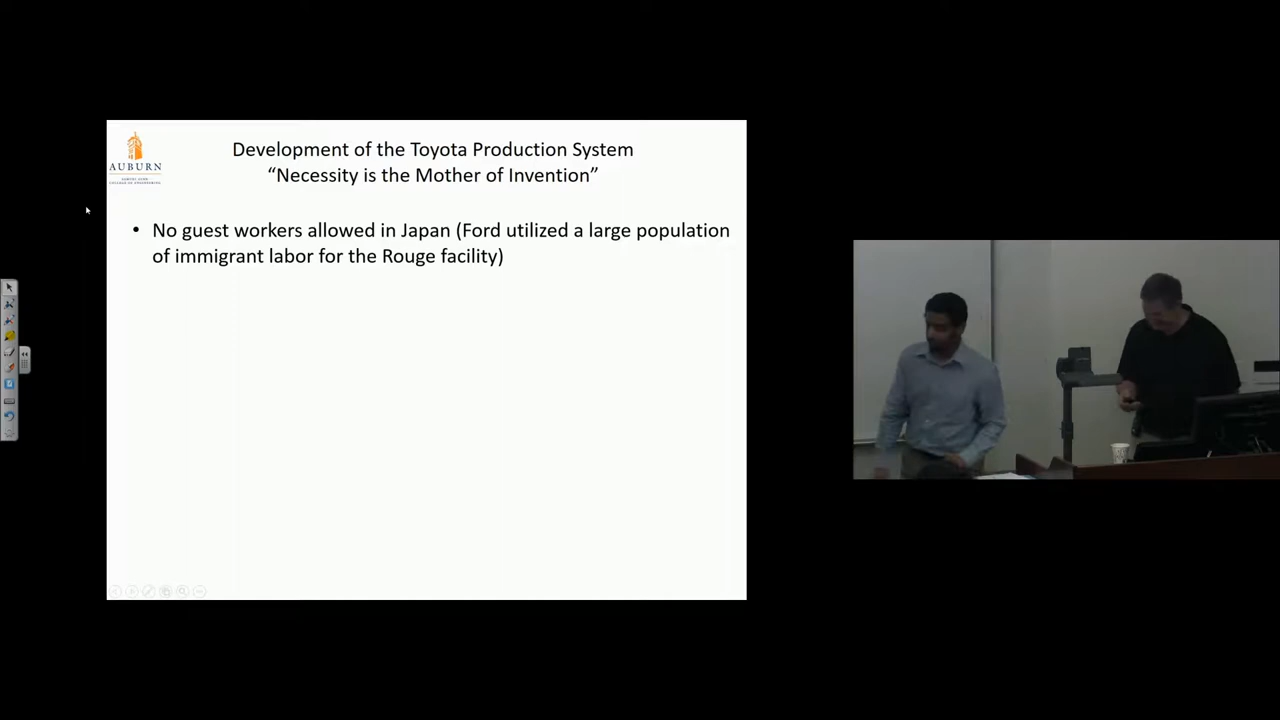 AUBURN
Development of the Toyota Production System
“Necessity is the Mother of Invention”
• No guest workers allowed in Japan (Ford utilized a large population
of immigrant labor for the Rouge facility)